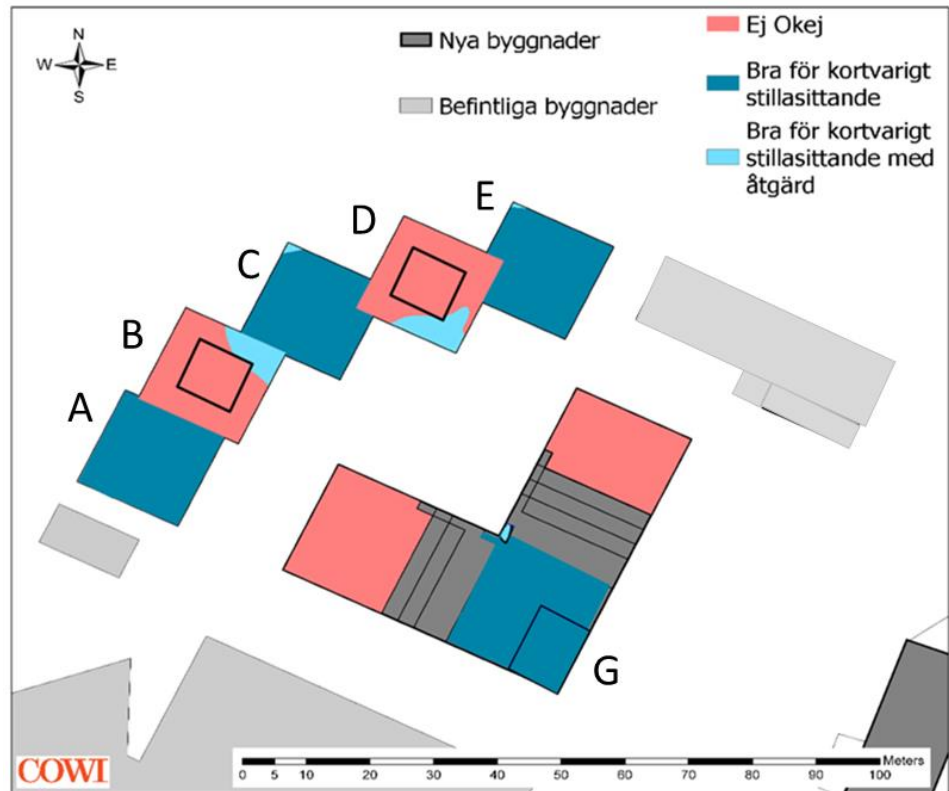 N
W E
S
Nya byggnader
Befintliga byggnader
Ej Okej
Bra för kortvarigt
stillasittande
Bra för kortvarigt
stillasittande med
åtgärd
E
D
C
B
A
G
COWI
Meters
0 5 10 20 30 40 50 60 70 80 90 100